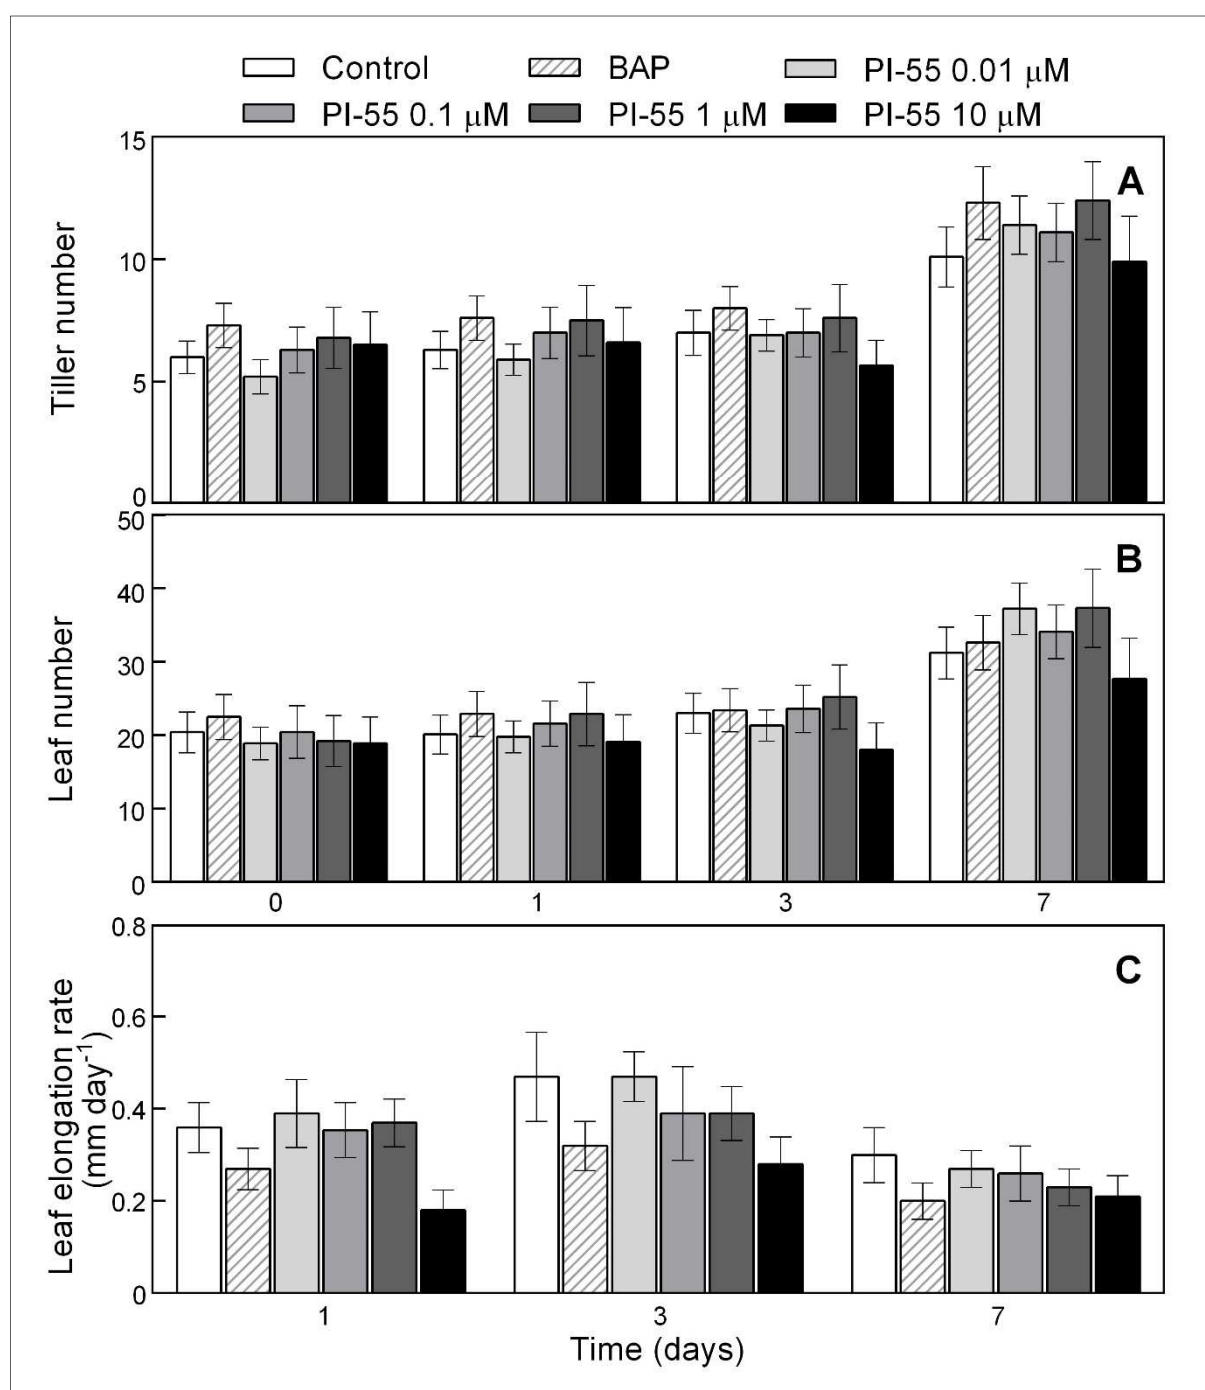 Control BAP PI-55 0.01 μM
PI-55 0.1 μM PI-55 1 μM PI-55 10 μM
15
A
Tiller number
10
5
0
50
B
40
Leaf number
30
20
10
0
0 1 3 7
0.8
C
Leaf elongation rate
(mm day⁻¹)
0.6
0.4
0.2
0
1 3 7
Time (days)